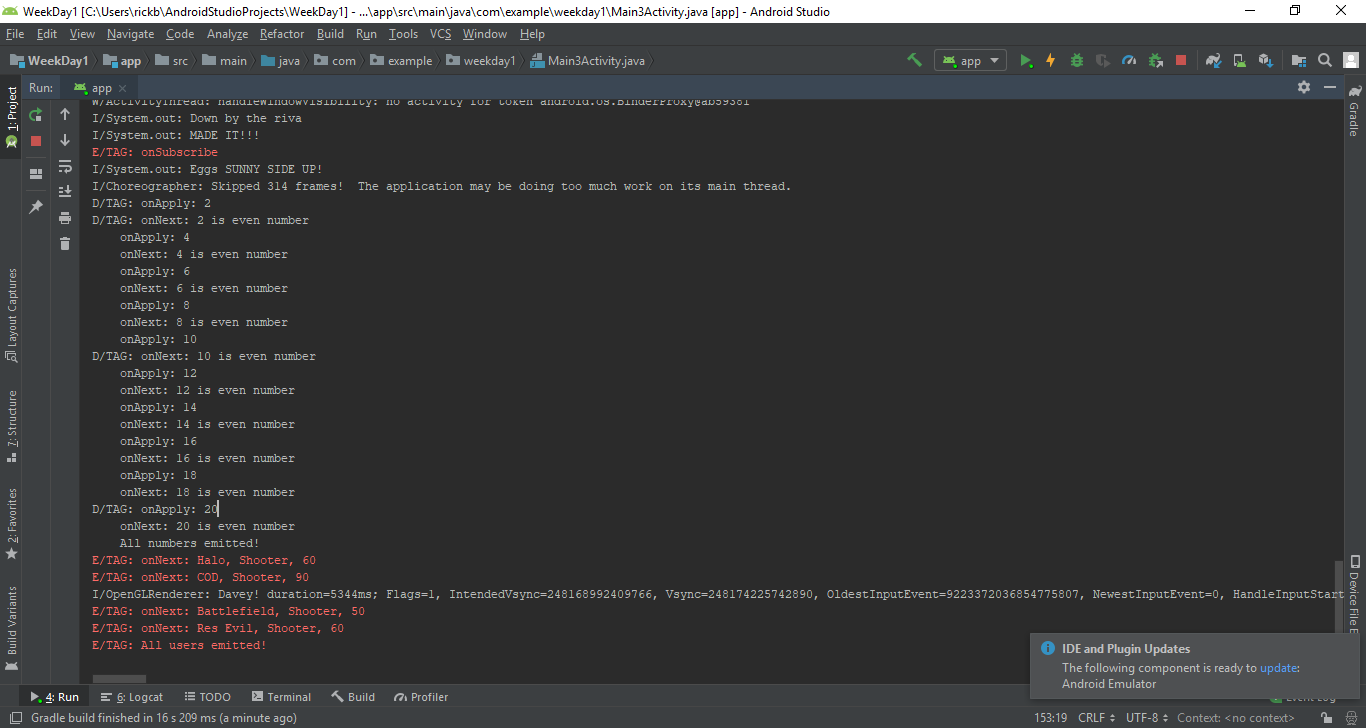 WeekDay1 [C:\Users\rickb\AndroidStudioProjects\WeekDay1] - ...\app\src\main\java\com\example\weekday1\Main3Activity.java [app] - Android Studio
File Edit View Navigate Code Analyze Refactor Build Run Tools VCS Window Help
WeekDay1 app src main java com example weekday1 Main3Activity.java app
Run: app
1: Project
Gradle
W/ActivityThread: handleWindowVisibility: no activity for token android.os.BinderProxy@ab59381
I/System.out: Down by the riva
I/System.out: MADE IT!!!
E/TAG: onSubscribe
I/System.out: Eggs SUNNY SIDE UP!
I/Choreographer: Skipped 314 frames!  The application may be doing too much work on its main thread.
D/TAG: onApply: 2
D/TAG: onNext: 2 is even number
onApply: 4
onNext: 4 is even number
onApply: 6
onNext: 6 is even number
onApply: 8
onNext: 8 is even number
onApply: 10
D/TAG: onNext: 10 is even number
onApply: 12
onNext: 12 is even number
onApply: 14
onNext: 14 is even number
onApply: 16
onNext: 16 is even number
onApply: 18
onNext: 18 is even number
D/TAG: onApply: 20
onNext: 20 is even number
All numbers emitted!
E/TAG: onNext: Halo, Shooter, 60
E/TAG: onNext: COD, Shooter, 90
I/OpenGLRenderer: Davey! duration=5344ms; Flags=1, IntendedVsync=248168992409766, Vsync=248174225742890, OldestInputEvent=9223372036854775807, NewestInputEvent=0, HandleInputStart
E/TAG: onNext: Battlefield, Shooter, 50
E/TAG: onNext: Res Evil, Shooter, 60
E/TAG: All users emitted!
Layout Captures
7: Structure
2: Favorites
Build Variants
Device File E
IDE and Plugin Updates
The following component is ready to update:
Android Emulator
4: Run 6: Logcat TODO Terminal Build Profiler Event Log
Gradle build finished in 16 s 209 ms (a minute ago) 153:19 CRLF UTF-8 Context: <no context>